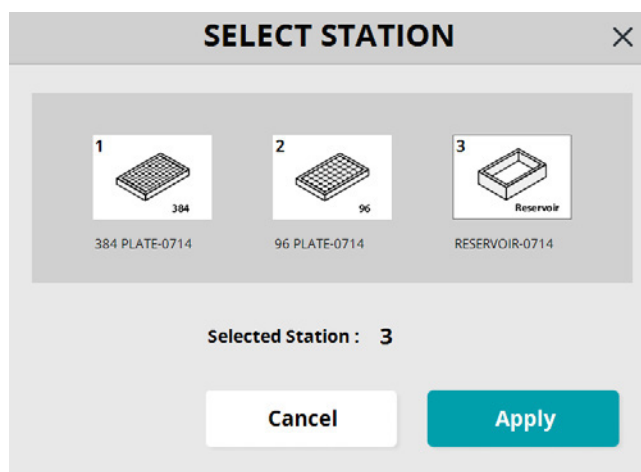 SELECT STATION
1
384
2
96
3
Reservoir
384 PLATE-0714
96 PLATE-0714
RESERVOIR-0714
Selected Station : 3
Cancel
Apply